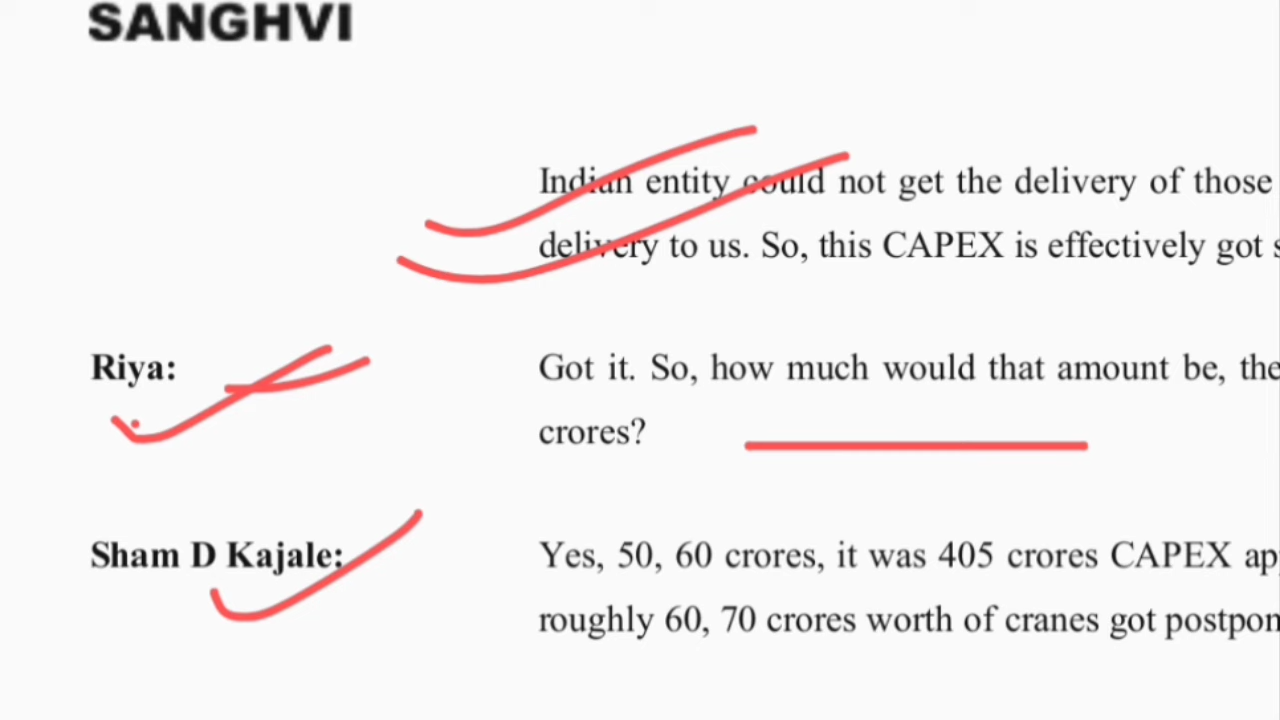 SANGHVI
Indian entity could not get the delivery of those
delivery to us. So, this CAPEX is effectively got
Riya: Got it. So, how much would that amount be, the
crores?
Sham D Kajale: Yes, 50, 60 crores, it was 405 crores CAPEX
roughly 60, 70 crores worth of cranes got